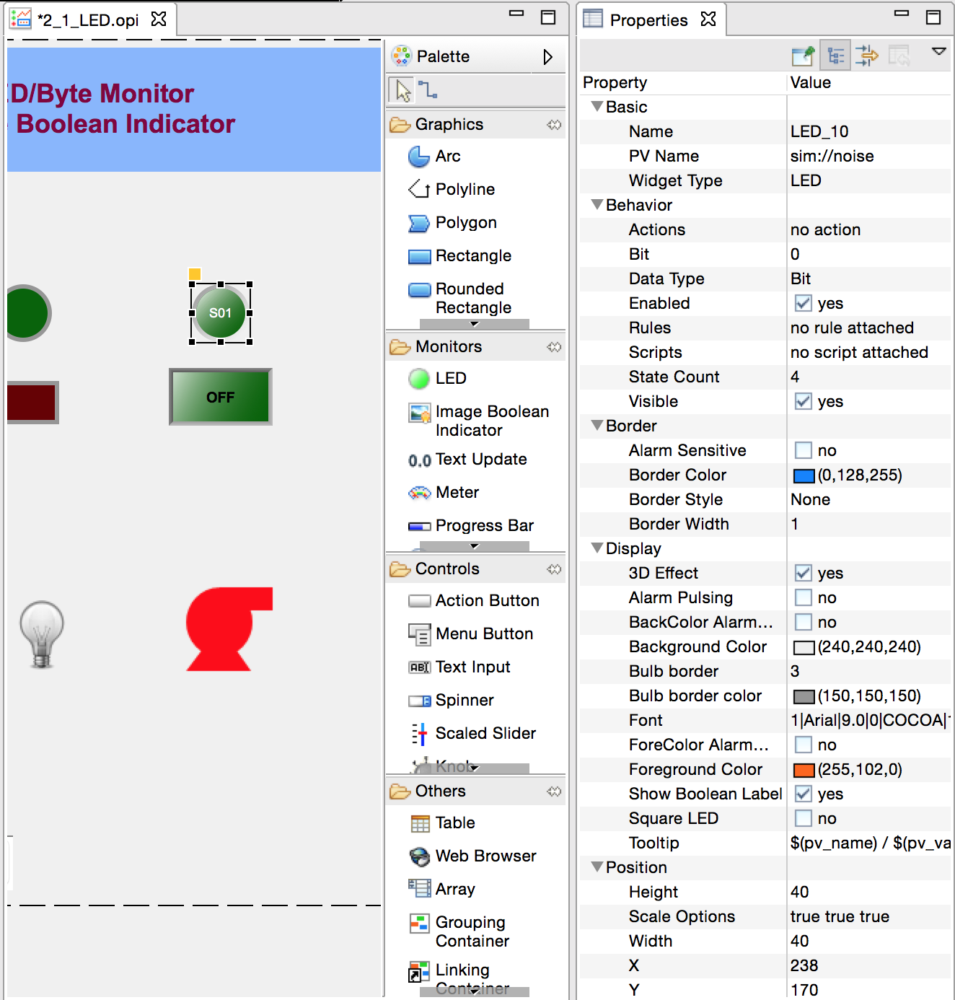 *2_1_LED.opi
ED/Byte Monitor
Boolean Indicator
S01
OFF
Palette
Graphics
Arc
Polyline
Polygon
Rectangle
Rounded
Rectangle
Monitors
LED
Image Boolean
Indicator
0.0 Text Update
Meter
Progress Bar
Controls
Action Button
Menu Button
ABI Text Input
Spinner
Scaled Slider
Knob
Others
Table
Web Browser
Array
Grouping
Container
Linking
Container
Properties
Property Value
Basic
Name LED_10
PV Name sim://noise
Widget Type LED
Behavior
Actions no action
Bit 0
Data Type Bit
Enabled yes
Rules no rule attached
Scripts no script attached
State Count 4
Visible yes
Border
Alarm Sensitive no
Border Color (0,128,255)
Border Style None
Border Width 1
Display
3D Effect yes
Alarm Pulsing no
BackColor Alarm... no
Background Color (240,240,240)
Bulb border 3
Bulb border color (150,150,150)
Font 1|Arial|9.0|0|COCOA|1
ForeColor Alarm... no
Foreground Color (255,102,0)
Show Boolean Label yes
Square LED no
Tooltip $(pv_name) / $(pv_va
Position
Height 40
Scale Options true true true
Width 40
X 238
Y 170